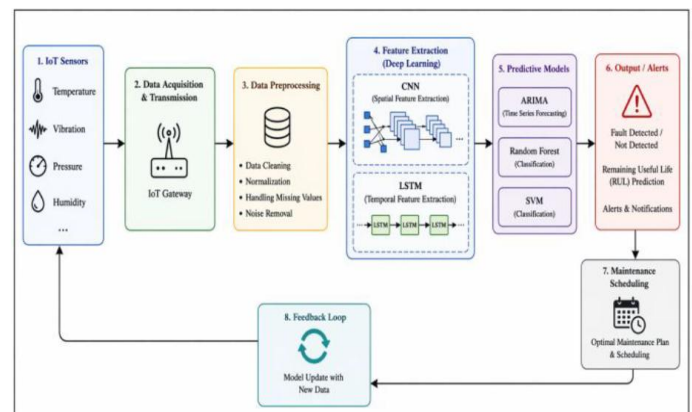 1. IoT Sensors
Temperature
Vibration
Pressure
Humidity
...
2. Data Acquisition
& Transmission
IoT Gateway
3. Data Preprocessing
• Data Cleaning
• Normalization
• Handling Missing Values
• Noise Removal
4. Feature Extraction
(Deep Learning)
CNN
(Spatial Feature Extraction)
...
LSTM
(Temporal Feature Extraction)
LSTM LSTM LSTM
5. Predictive Models
ARIMA
(Time Series Forecasting)
Random Forest
(Classification)
SVM
(Classification)
6. Output / Alerts
Fault Detected /
Not Detected
Remaining Useful Life
(RUL) Prediction
Alerts & Notifications
7. Maintenance
Scheduling
Optimal Maintenance Plan
& Scheduling
8. Feedback Loop
Model Update with
New Data